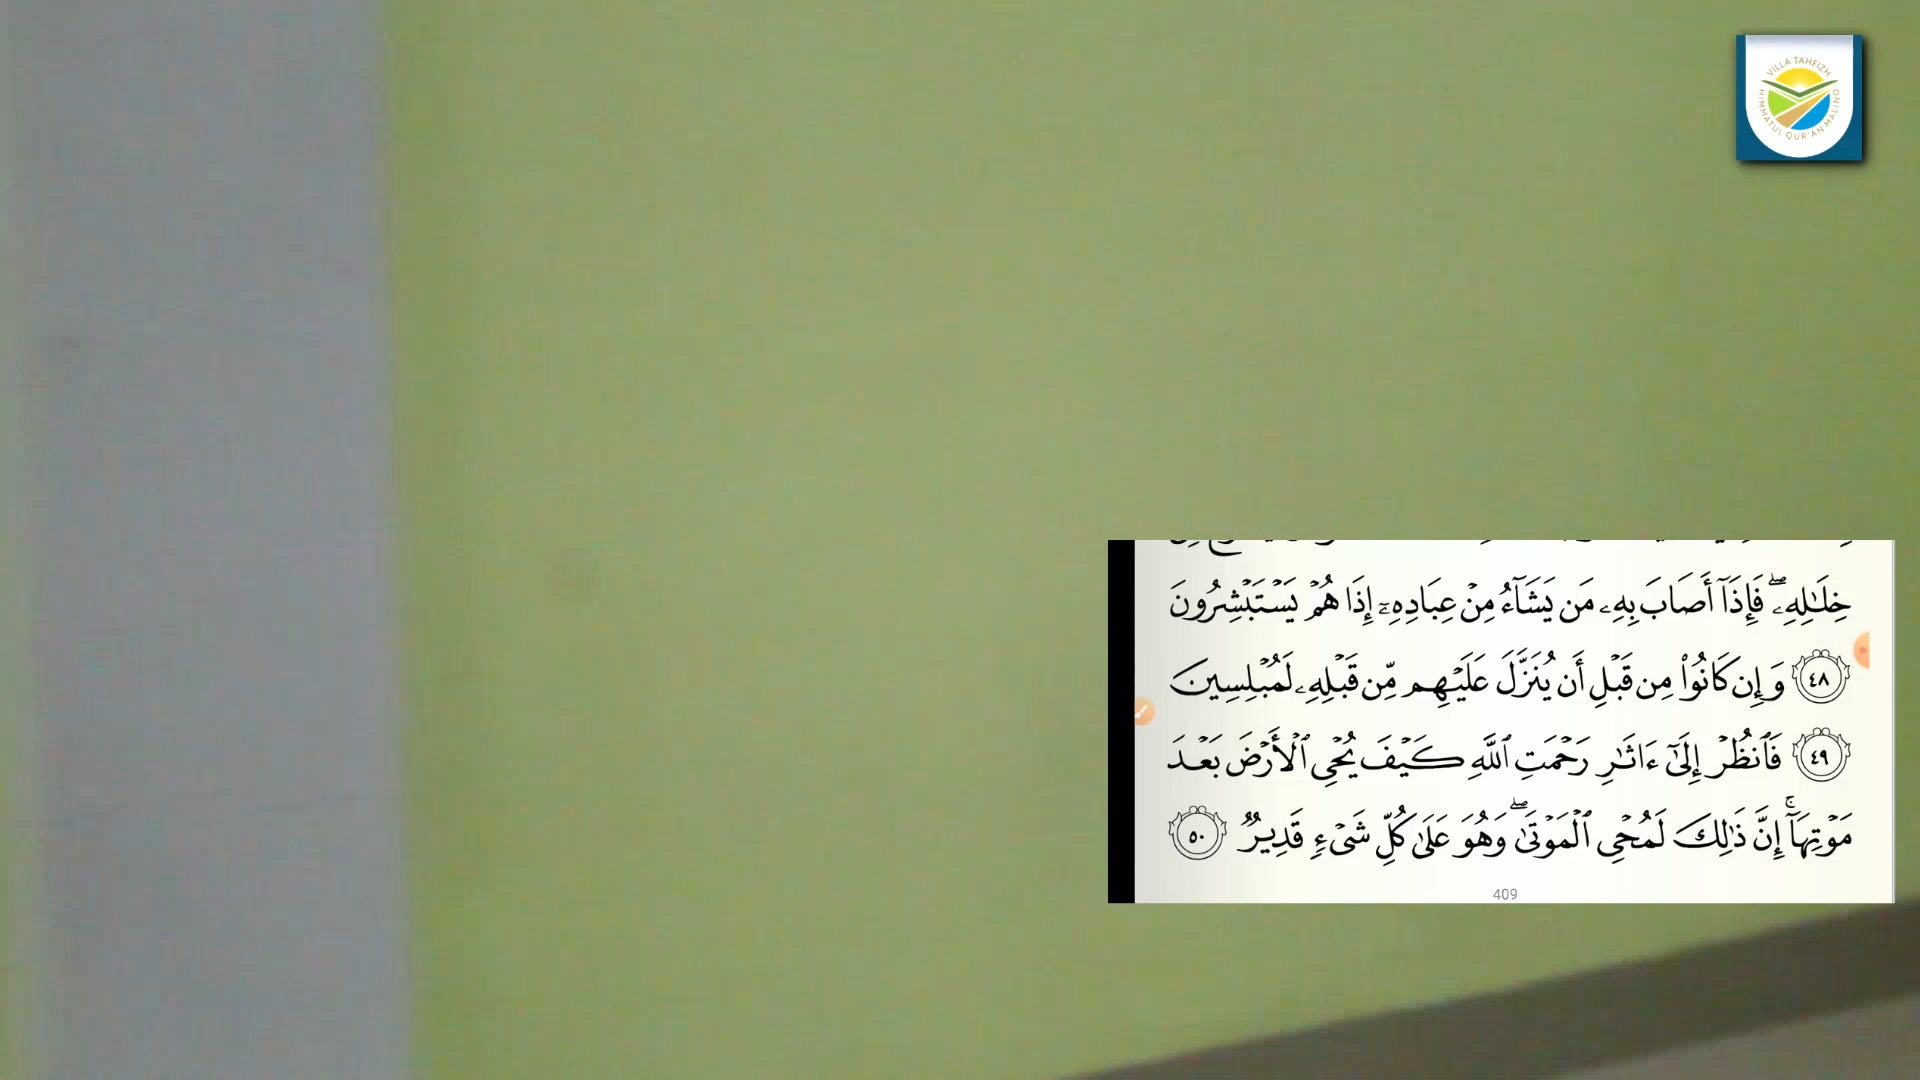 VILLA TAHFIZH
HIMMATUL QUR'AN MALINO
خِلَٰلِهِۦۖ فَإِذَآ أَصَابَ بِهِۦ مَن يَشَآءُ مِنْ عِبَادِهِۦٓ إِذَا هُمْ يَسْتَبْشِرُونَ
٤٨ وَإِن كَانُوا۟ مِن قَبْلِ أَن يُنَزَّلَ عَلَيْهِم مِّن قَبْلِهِۦ لَمُبْلِسِينَ
٤٩ فَٱنظُرْ إِلَىٰٓ ءَاثَٰرِ رَحْمَتِ ٱللَّهِ كَيْفَ يُحْىِ ٱلْأَرْضَ بَعْدَ
مَوْتِهَآۚ إِنَّ ذَٰلِكَ لَمُحْىِ ٱلْمَوْتَىٰۖ وَهُوَ عَلَىٰ كُلِّ شَىْءٍ قَدِيرٌ ٥٠
409